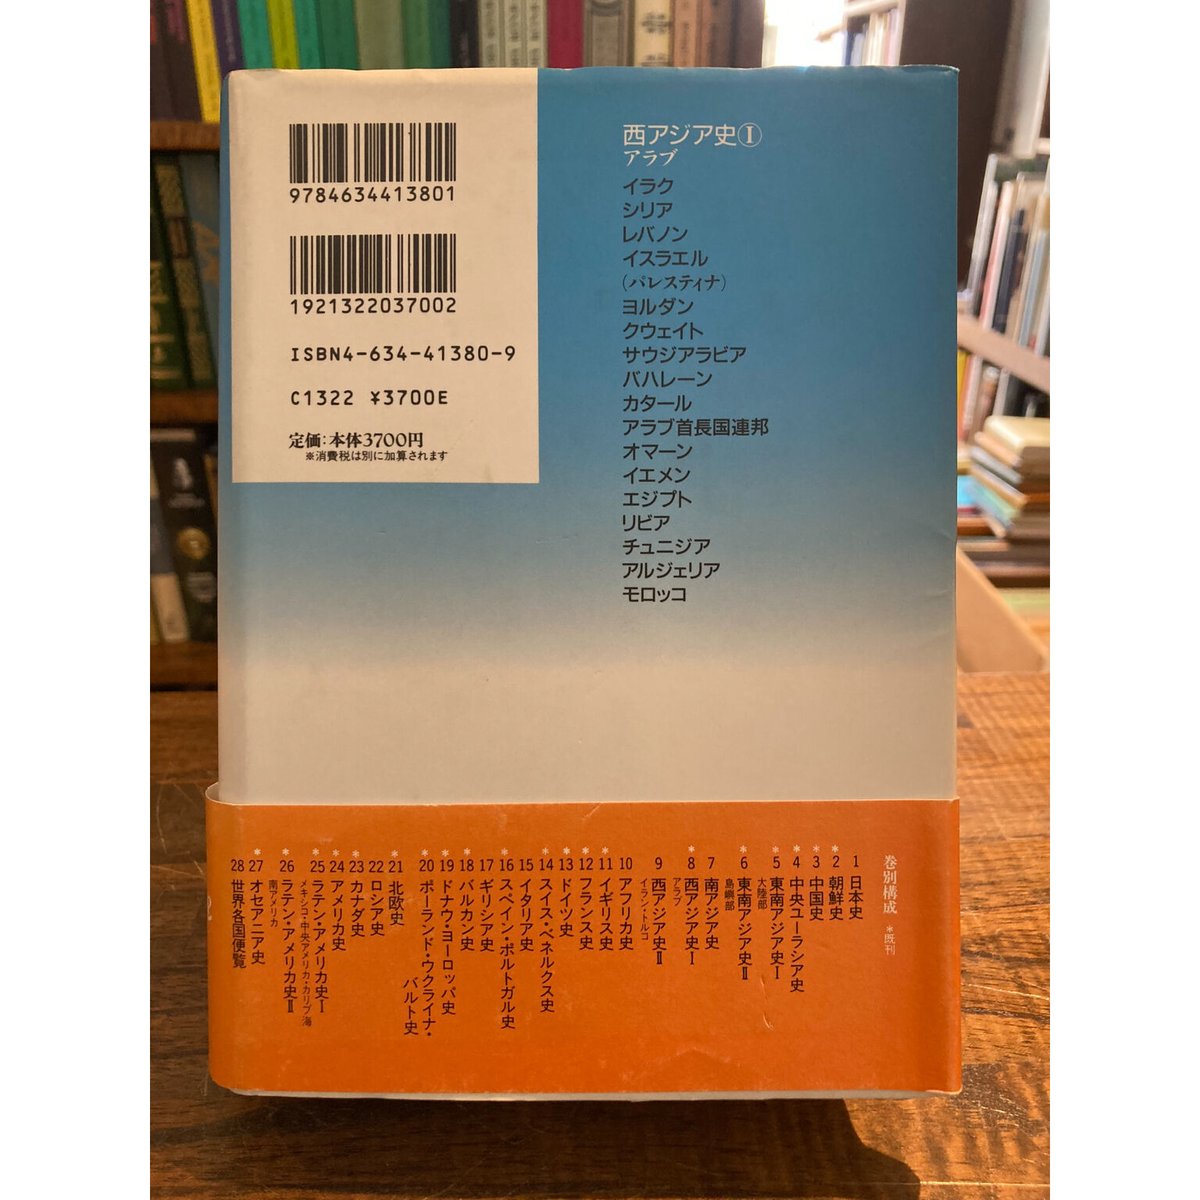 9784634413801
1921322037002
ISBN4-634-41380-9
C1322 ¥3700E
定価:本体3700円
※消費税は別に加算されます
西アジア史Ⅰ
アラブ
イラク
シリア
レバノン
イスラエル
(パレスティナ)
ヨルダン
クウェイト
サウジアラビア
バハレーン
カタール
アラブ首長国連邦
オマーン
イエメン
エジプト
リビア
チュニジア
アルジェリア
モロッコ
巻別構成 *既刊
1 日本史
*2 朝鮮史
*3 中国史
*4 中央ユーラシア史
*5 東南アジア史Ⅰ
大陸部
*6 東南アジア史Ⅱ
島嶼部
7 南アジア史
*8 西アジア史Ⅰ
アラブ
9 西アジア史Ⅱ
イラン・トルコ
10 アフリカ史
*11 イギリス史
*12 フランス史
*13 ドイツ史
*14 スイス・ベネルクス史
15 イタリア史
*16 スペイン・ポルトガル史
17 ギリシア史
*18 バルカン史
*19 ドナウ・ヨーロッパ史
*20 ポーランド・ウクライナ・
バルト史
*21 北欧史
22 ロシア史
*23 カナダ史
*24 アメリカ史
*25 ラテン・アメリカ史Ⅰ
メキシコ・中央アメリカ・カリブ海
*26 ラテン・アメリカ史Ⅱ
南アメリカ
*27 オセアニア史
28 世界各国便覧